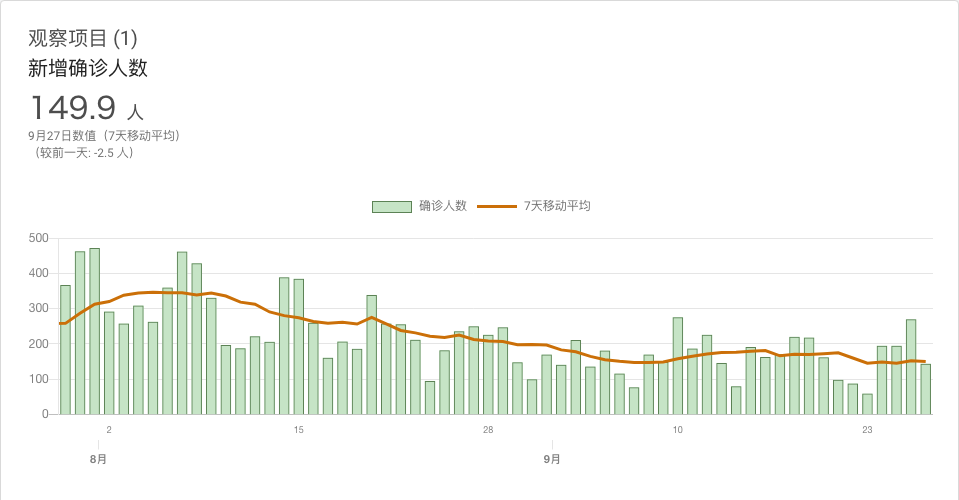 观察项目 (1)
新增确诊人数
149.9 人
9月27日数值（7天移动平均）
（较前一天: -2.5 人）
确诊人数 7天移动平均
500
400
300
200
100
0
2 15 28 10 23
8月 9月